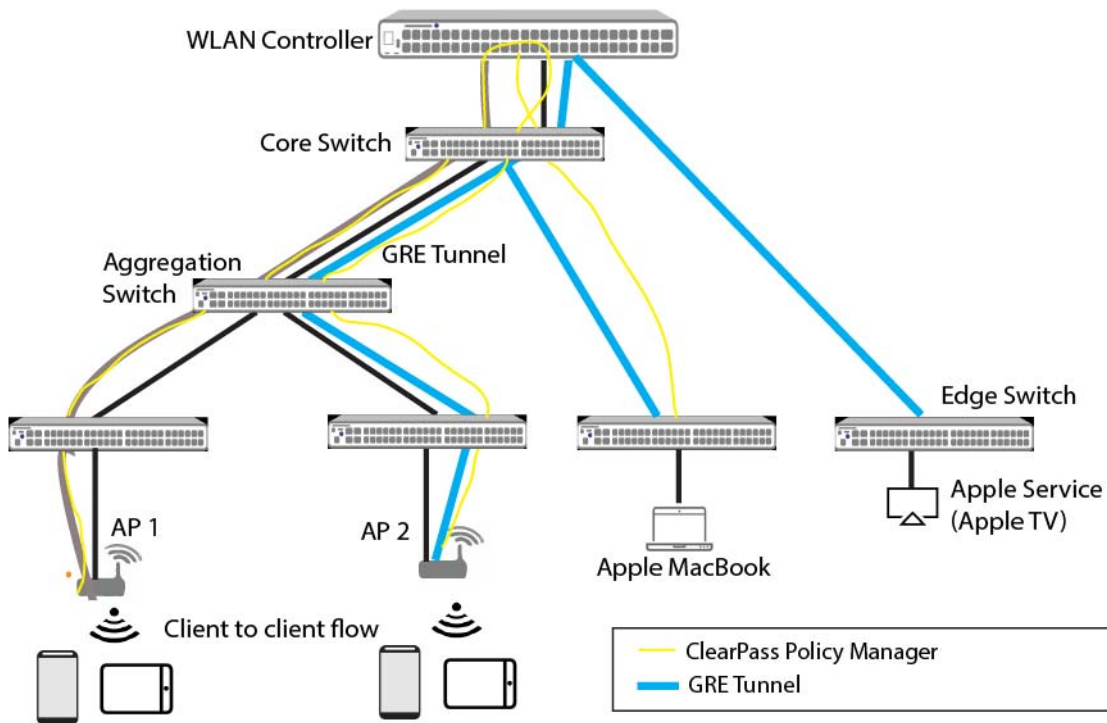 WLAN Controller
Core Switch
Aggregation
Switch
GRE Tunnel
Edge Switch
AP 1
AP 2
Apple MacBook
Apple Service
(Apple TV)
Client to client flow
ClearPass Policy Manager
GRE Tunnel